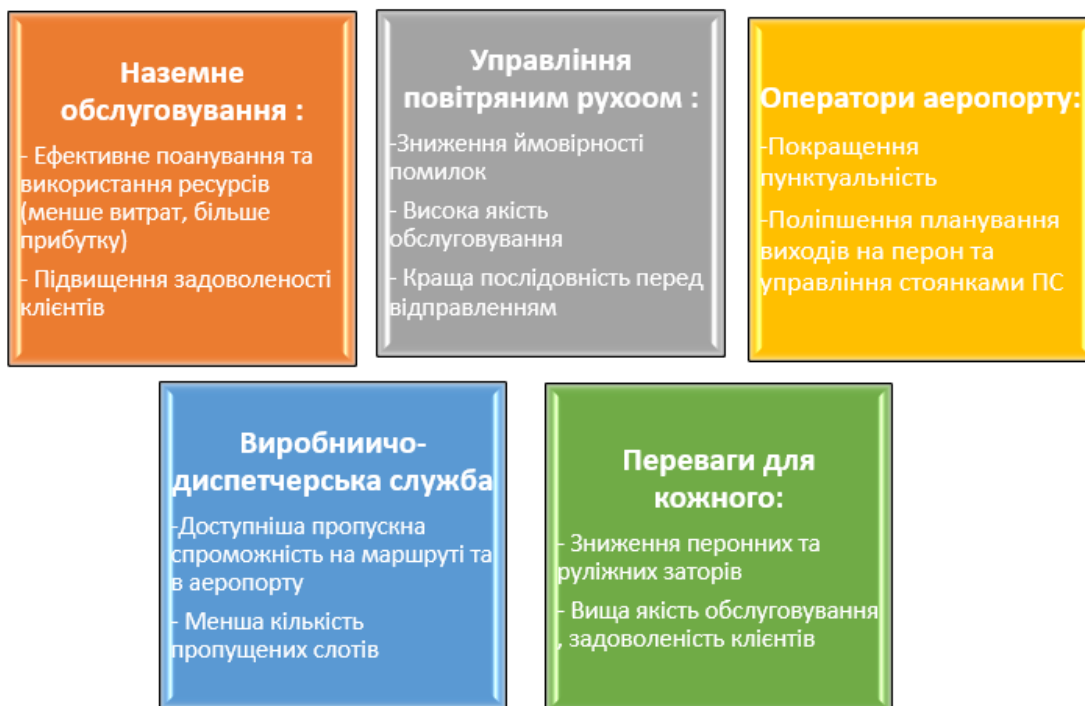 Наземне
обслуговування :
- Ефективне поанування та
використання ресурсів
(менше витрат, більше
прибутку)
- Підвищення задоволеності
клієнтів
Управління
повітряним рухоом :
-Зниження ймовірності
помилок
- Висока якість
обслуговування
- Краща послідовність перед
відправленням
Оператори аеропорту:
-Покращення
пунктуальність
-Поліпшення планування
виходів на перон та
управління стоянками ПС
Виробниичо-
диспетчерська служба
-Доступніша пропускна
спроможність на маршруті та
в аеропорту
- Менша кількість
пропущених слотів
Переваги для
кожного:
- Зниження перонних та
руліжних заторів
- Вища якість обслуговування
, задоволеність клієнтів